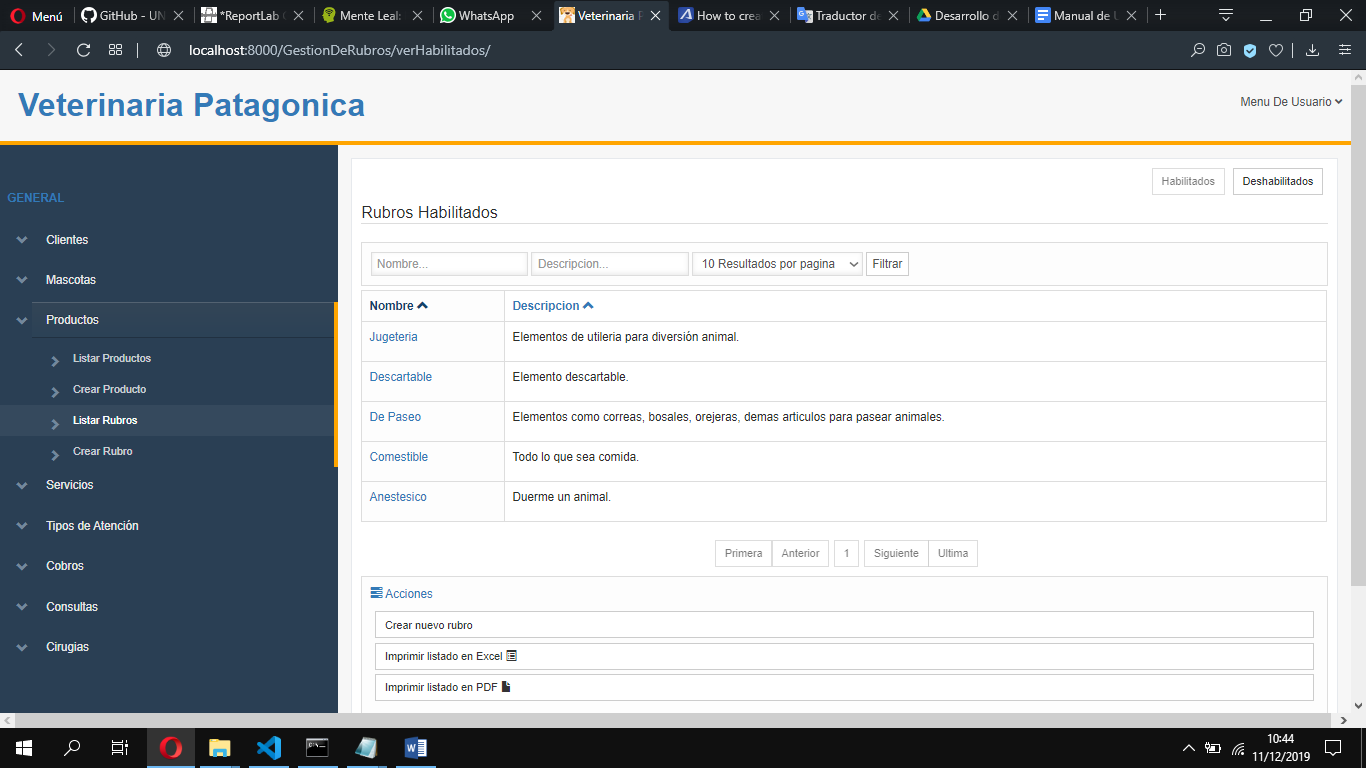 Menú
GitHub - UN
*ReportLab
Mente Leal:
WhatsApp
Veterinaria P
How to crea
Traductor de
Desarrollo d
Manual de U
localhost:8000/GestionDeRubros/verHabilitados/
Veterinaria Patagonica
Menu De Usuario
GENERAL
Clientes
Mascotas
Productos
Listar Productos
Crear Producto
Listar Rubros
Crear Rubro
Servicios
Tipos de Atención
Cobros
Consultas
Cirugias
Habilitados
Deshabilitados
Rubros Habilitados
Nombre...
Descripcion...
10 Resultados por pagina
Filtrar
Nombre
Descripcion
Jugeteria
Elementos de utileria para diversión animal.
Descartable
Elemento descartable.
De Paseo
Elementos como correas, bosales, orejeras, demas articulos para pasear animales.
Comestible
Todo lo que sea comida.
Anestesico
Duerme un animal.
Primera
Anterior
1
Siguiente
Ultima
Acciones
Crear nuevo rubro
Imprimir listado en Excel
Imprimir listado en PDF
10:44
11/12/2019